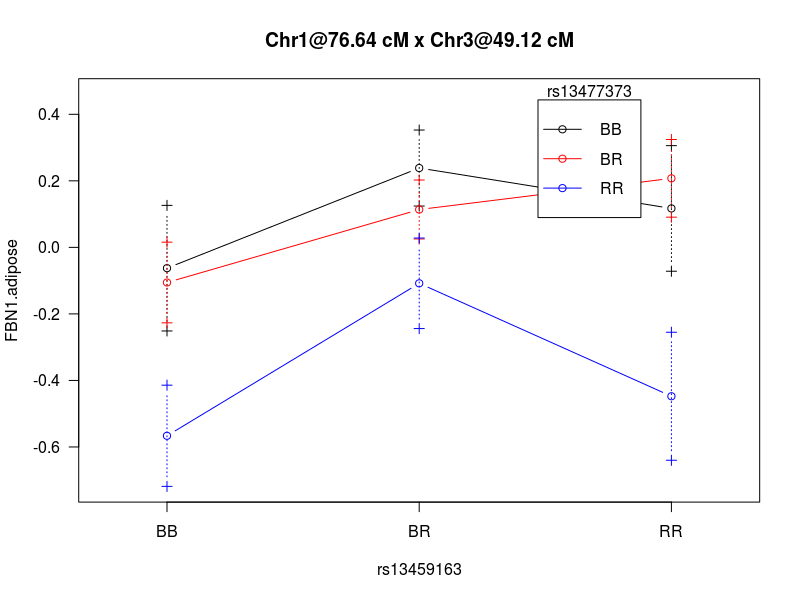 Chr1@76.64 cM x Chr3@49.12 cM
rs13477373
BB
BR
RR
0.4
0.2
0.0
-0.2
-0.4
-0.6
FBN1.adipose
BB BR RR
rs13459163